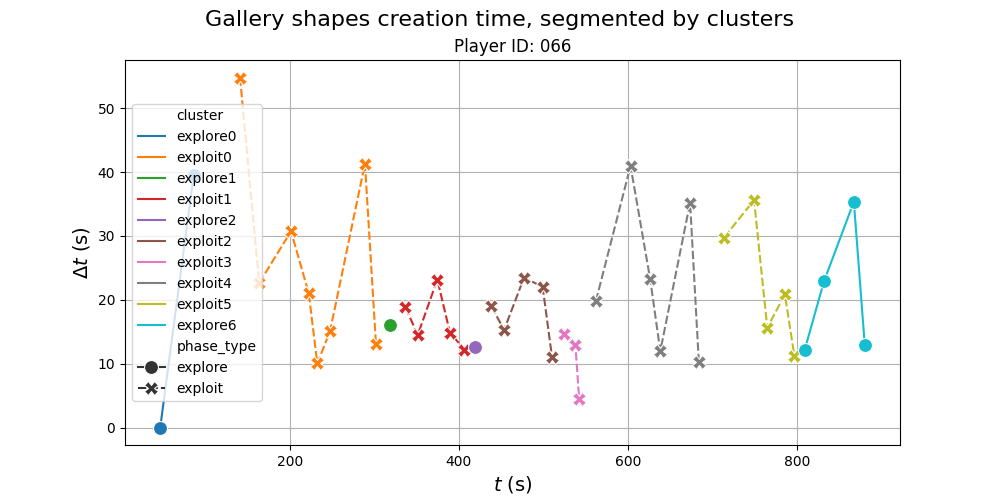 Gallery shapes creation time, segmented by clusters
Player ID: 066
Δt (s)
50
40
30
20
10
0
cluster
explore0
exploit0
explore1
exploit1
explore2
exploit2
exploit3
exploit4
exploit5
explore6
phase_type
explore
exploit
200
400
600
800
t (s)